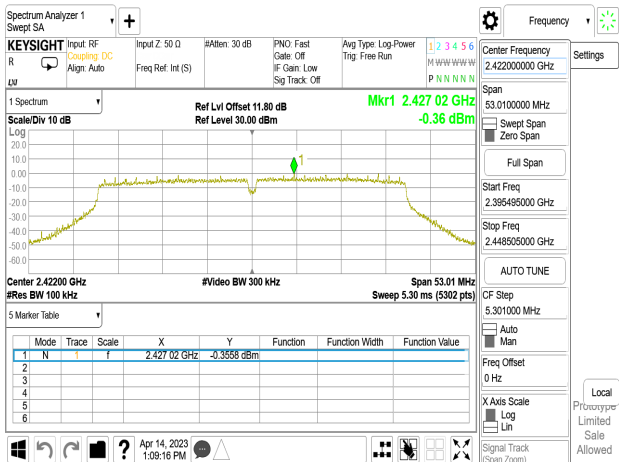 Spectrum Analyzer 1
Swept SA
Frequency
KEYSIGHT
R
Input: RF
Coupling: DC
Align: Auto
Input Z: 50 Ω
Freq Ref: Int (S)
#Atten: 30 dB
PNO: Fast
Gate: Off
IF Gain: Low
Sig Track: Off
Avg Type: Log-Power
Trig: Free Run
1 2 3 4 5 6
M W W W W W
P N N N N N
Center Frequency
2.422000000 GHz
Settings
1 Spectrum
Scale/Div 10 dB
Ref Lvl Offset 11.80 dB
Ref Level 30.00 dBm
Mkr1 2.427 02 GHz
-0.36 dBm
Span
53.0100000 MHz
Swept Span
Zero Span
Full Span
Start Freq
2.395495000 GHz
Stop Freq
2.448505000 GHz
AUTO TUNE
CF Step
5.301000 MHz
Auto
Man
Freq Offset
0 Hz
X Axis Scale
Log
Lin
Signal Track
(Span Zoom)
Local
Prototype
Limited
Sale
Allowed
Log
20.0
10.0
0.00
-10.0
-20.0
-30.0
-40.0
-50.0
-60.0
1
Center 2.42200 GHz
#Res BW 100 kHz
#Video BW 300 kHz
Span 53.01 MHz
Sweep 5.30 ms (5302 pts)
5 Marker Table
Mode Trace Scale X Y Function Function Width Function Value
1 N 1 f 2.427 02 GHz -0.3558 dBm
2
3
4
5
6
?
Apr 14, 2023
1:09:16 PM